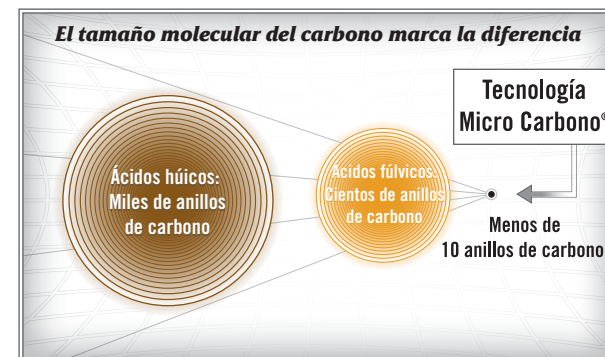 El tamaño molecular del carbono marca la diferencia
Tecnología
Micro Carbono®
Ácidos húicos:
Miles de anillos
de carbono
Ácidos fúlvicos:
Cientos de anillos
de carbono
Menos de
10 anillos de carbono